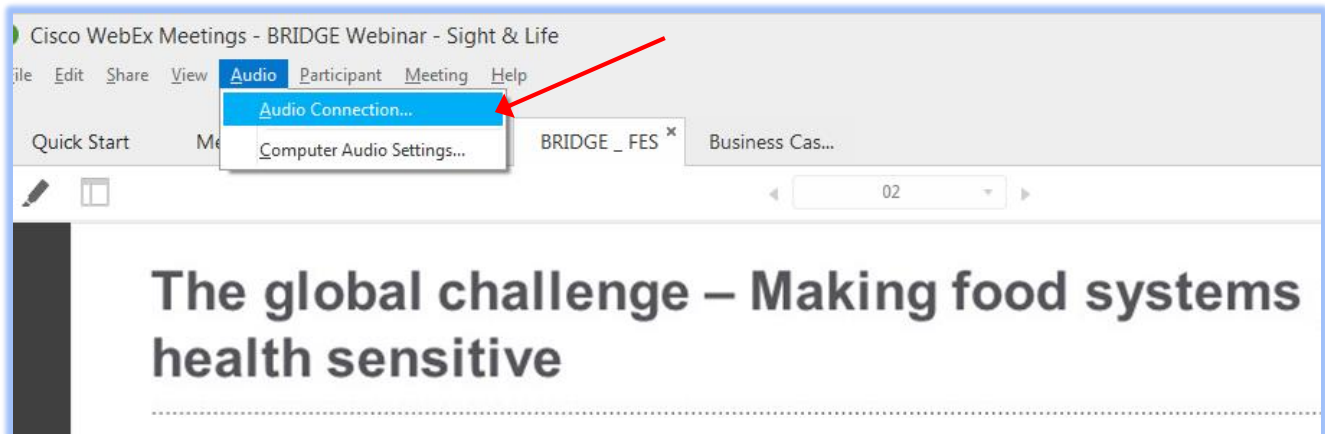 Cisco WebEx Meetings - BRIDGE Webinar - Sight & Life
ile Edit Share View Audio Participant Meeting Help
Audio Connection...
Quick Start Me BRIDGE _ FES × Business Cas...
Computer Audio Settings...
02
The global challenge – Making food systems
health sensitive